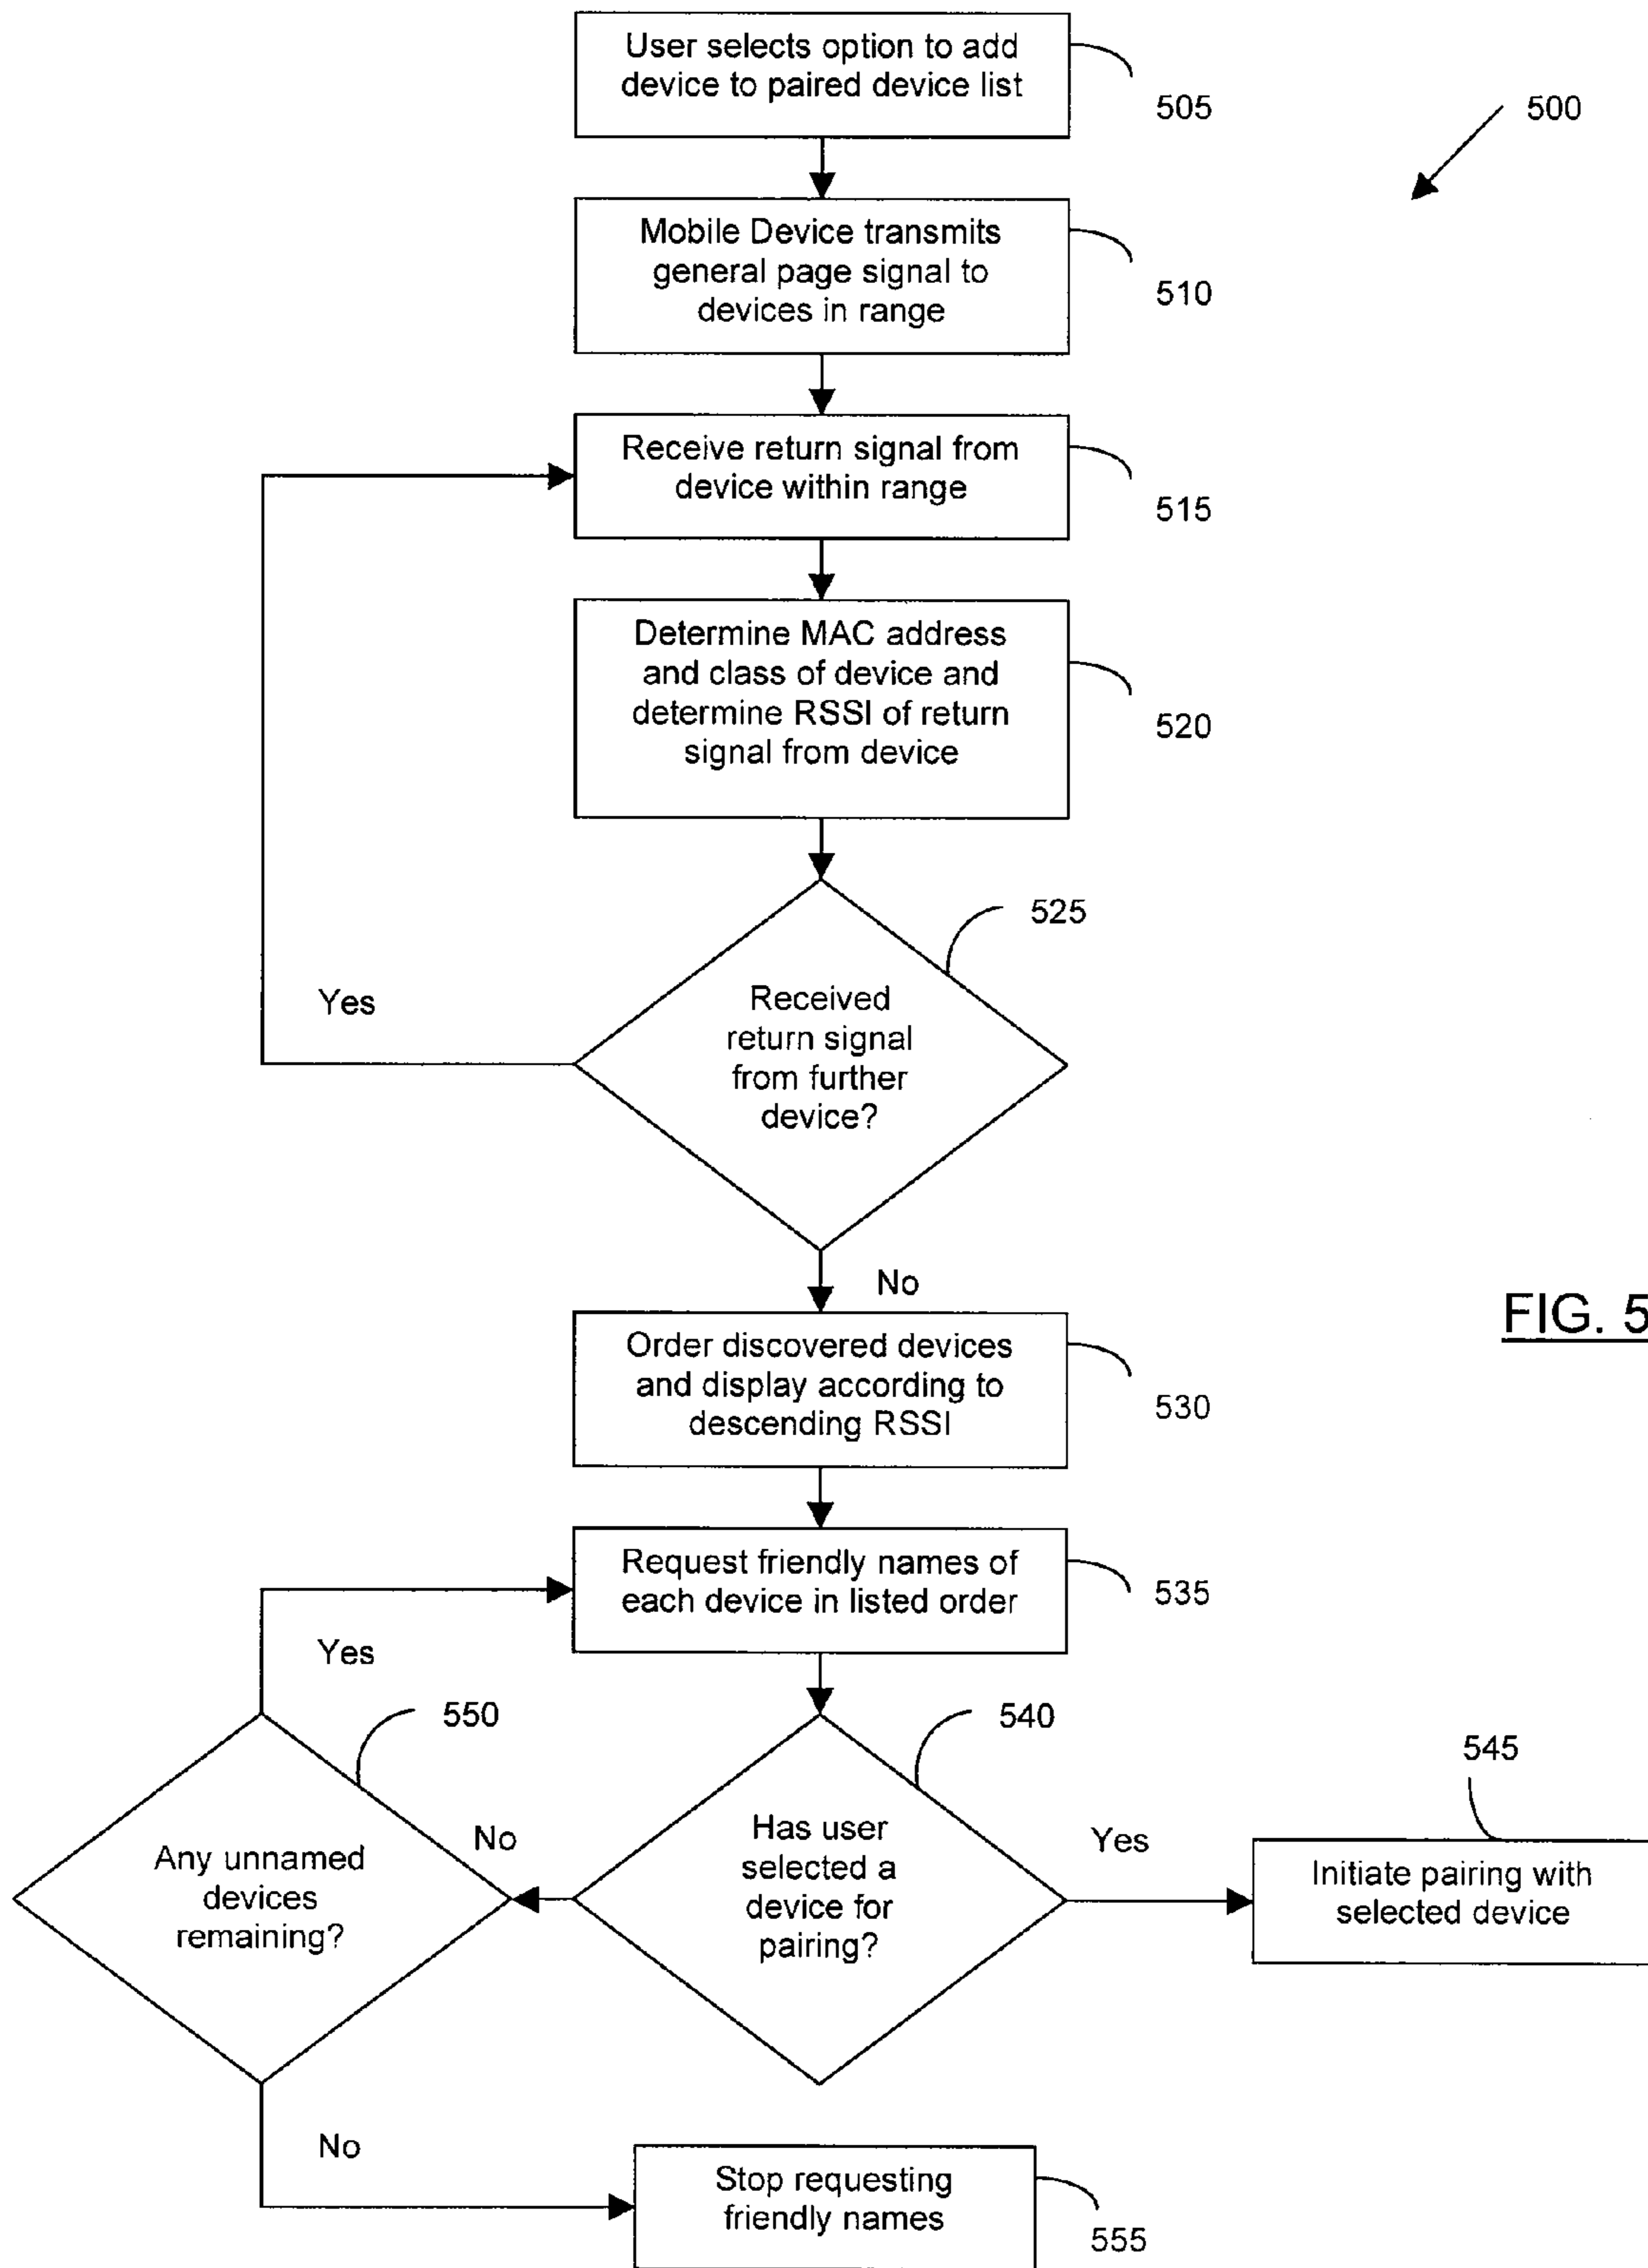 User selects option to add
device to paired device list
505
500
Mobile Device transmits
general page signal to
devices in range
510
Receive return signal from
device within range
515
Determine MAC address
and class of device and
determine RSSI of return
signal from device
520
525
Received
return signal
from further
device?
Yes
No
FIG. 5
Order discovered devices
and display according to
descending RSSI
530
Request friendly names of
each device in listed order
535
Yes
550
540
545
Any unnamed
devices
remaining?
No
Has user
selected a
device for
pairing?
Yes
Initiate pairing with
selected device
No
Stop requesting
friendly names
555